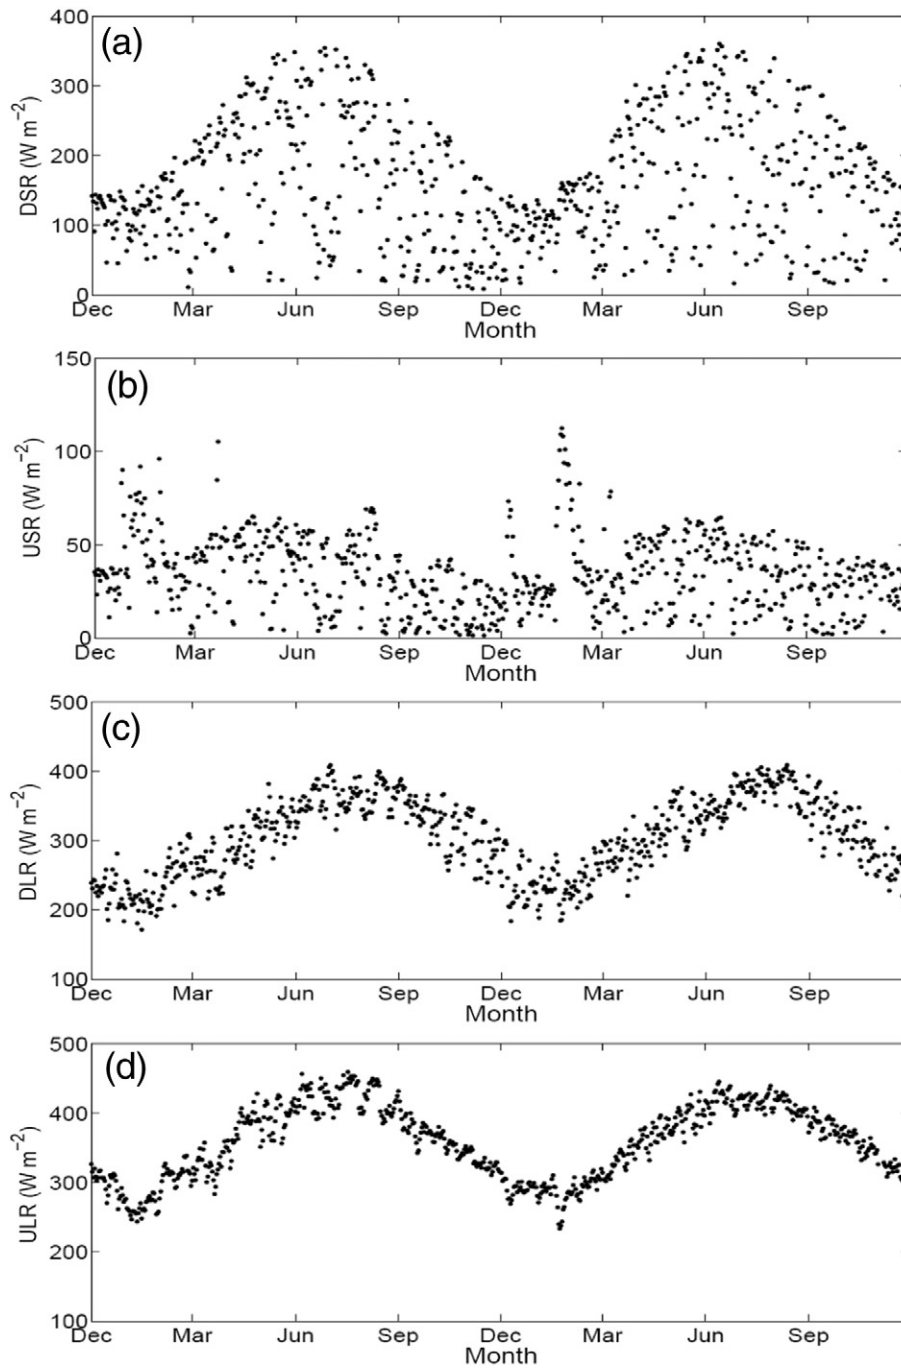 (a)
DSR (W m−2)
400
300
200
100
0
Dec Mar Jun Sep Dec Mar Jun Sep
Month
(b)
USR (W m−2)
150
100
50
0
Dec Mar Jun Sep Dec Mar Jun Sep
Month
(c)
DLR (W m−2)
500
400
300
200
100
Dec Mar Jun Sep Dec Mar Jun Sep
Month
(d)
ULR (W m−2)
500
400
300
200
100
Dec Mar Jun Sep Dec Mar Jun Sep
Month